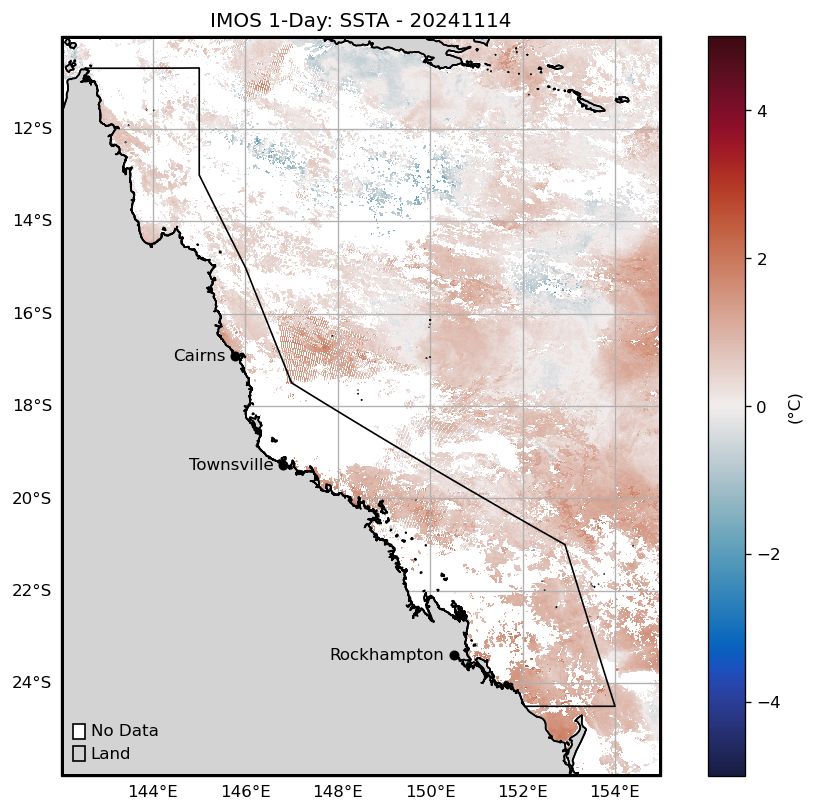 IMOS 1-Day: SSTA - 20241114
12°S
14°S
16°S
18°S
20°S
22°S
24°S
Cairns
Townsville
Rockhampton
No Data
Land
144°E 146°E 148°E 150°E 152°E 154°E
4
2
0
−2
−4
(°C)